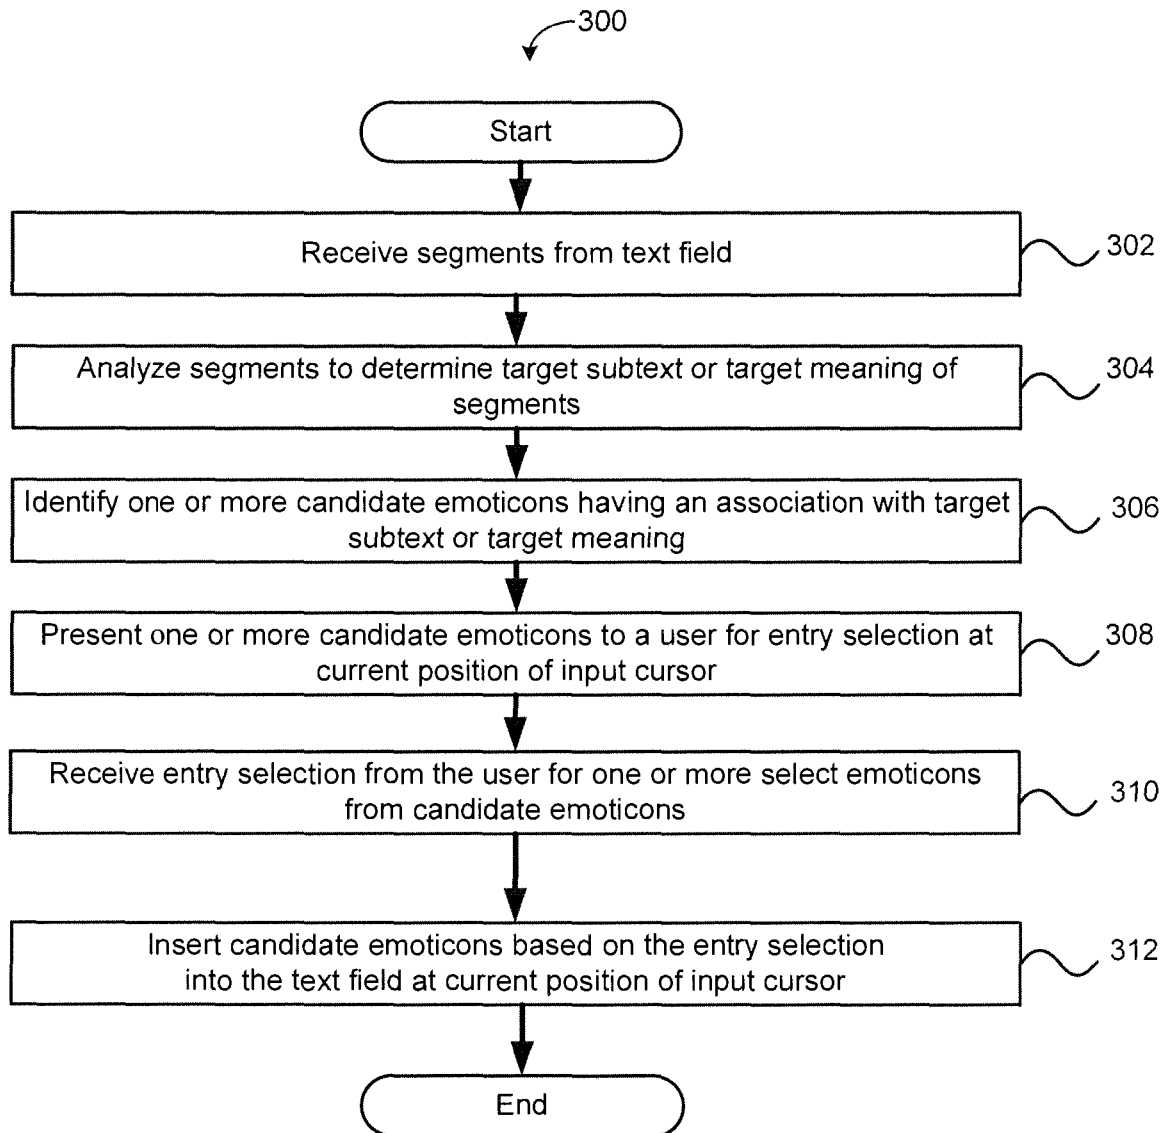 300
Start
Receive segments from text field
302
Analyze segments to determine target subtext or target meaning of
segments
304
Identify one or more candidate emoticons having an association with target
subtext or target meaning
306
Present one or more candidate emoticons to a user for entry selection at
current position of input cursor
308
Receive entry selection from the user for one or more select emoticons
from candidate emoticons
310
Insert candidate emoticons based on the entry selection
into the text field at current position of input cursor
312
End